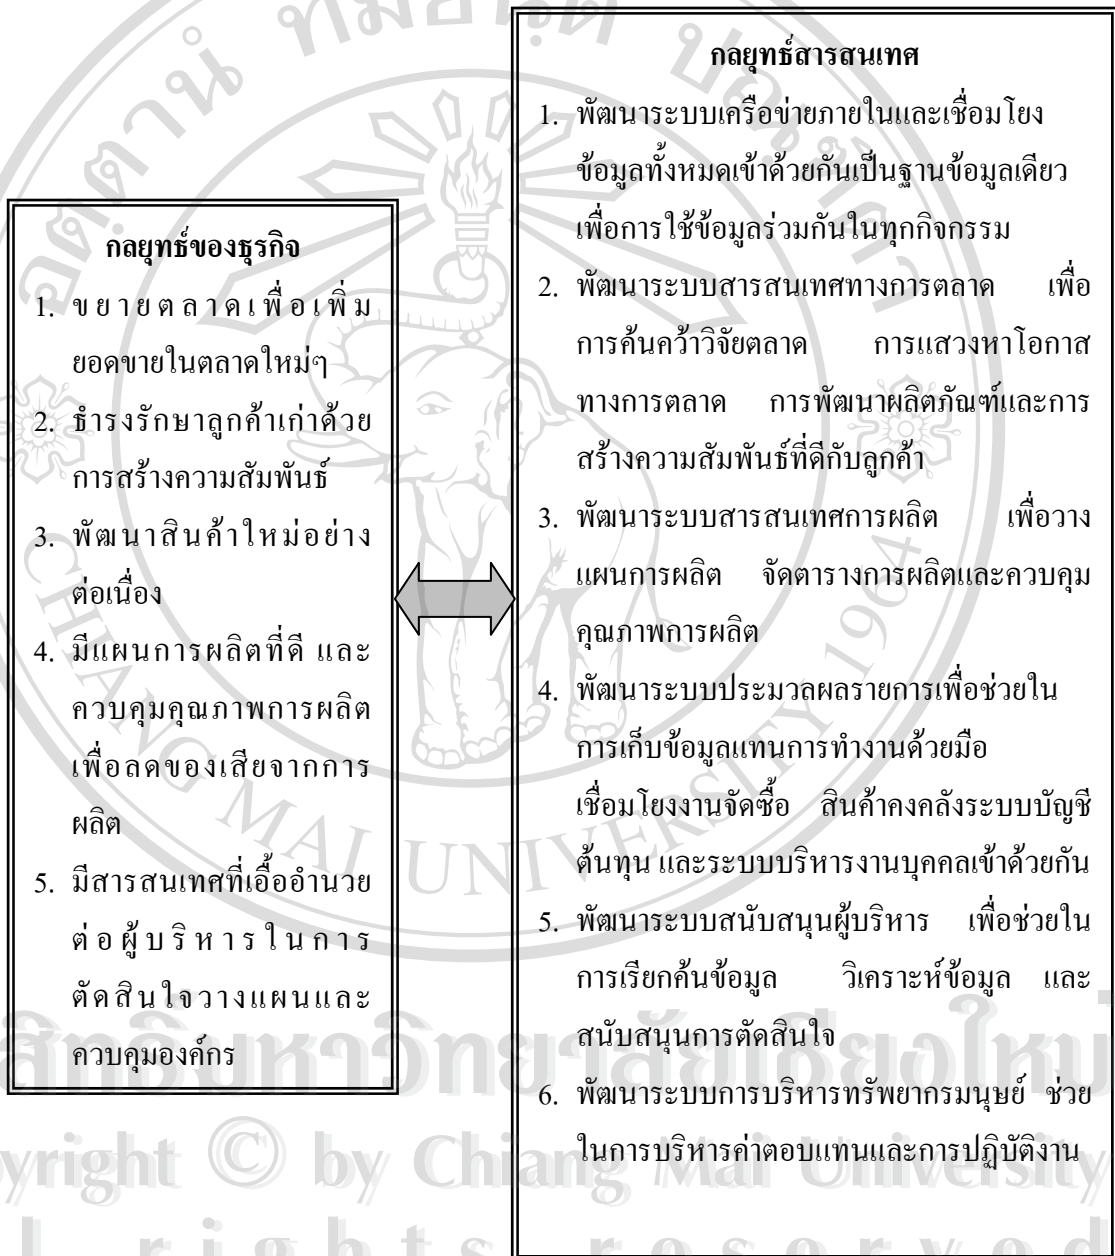 กลยุทธ์ของธุรกิจ
1. ขยายตลาดเพื่อเพิ่ม
ยอดขายในตลาดใหม่ๆ
2. ธำรงรักษาลูกค้าเก่าด้วย
การสร้างความสัมพันธ์
3. พัฒนาสินค้าใหม่อย่าง
ต่อเนื่อง
4. มีแผนการผลิตที่ดี และ
ควบคุมคุณภาพการผลิต
เพื่อลดของเสียจากการ
ผลิต
5. มีสารสนเทศที่เอื้ออำนวย
ต่อผู้บริหารในการ
ตัดสินใจวางแผนและ
ควบคุมองค์กร
กลยุทธ์สารสนเทศ
1. พัฒนาระบบเครือข่ายภายในและเชื่อมโยง
ข้อมูลทั้งหมดเข้าด้วยกันเป็นฐานข้อมูลเดียว
เพื่อการใช้ข้อมูลร่วมกันในทุกกิจกรรม
2. พัฒนาระบบสารสนเทศทางการตลาด เพื่อ
การค้นคว้าวิจัยตลาด การแสวงหาโอกาส
ทางการตลาด การพัฒนาผลิตภัณฑ์และการ
สร้างความสัมพันธ์ที่ดีกับลูกค้า
3. พัฒนาระบบสารสนเทศการผลิต เพื่อวาง
แผนการผลิต จัดตารางการผลิตและควบคุม
คุณภาพการผลิต
4. พัฒนาระบบประมวลผลรายการเพื่อช่วยใน
การเก็บข้อมูลแทนการทำงานด้วยมือ
เชื่อมโยงงานจัดซื้อ สินค้าคงคลังระบบบัญชี
ต้นทุน และระบบบริหารงานบุคคลเข้าด้วยกัน
5. พัฒนาระบบสนับสนุนผู้บริหาร เพื่อช่วยใน
การเรียกค้นข้อมูล วิเคราะห์ข้อมูล และ
สนับสนุนการตัดสินใจ
6. พัฒนาระบบการบริหารทรัพยากรมนุษย์ ช่วย
ในการบริหารค่าตอบแทนและการปฏิบัติงาน
CHIANG MAI UNIVERSITY 1964
yright © by Chiang Mai University
l rights reserved